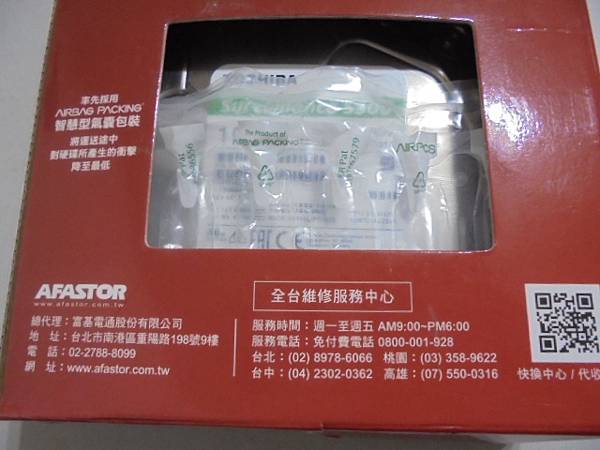 率先採用
AIRBAG PACKING
智慧型氣囊包裝
將運送途中
對硬碟所產生的衝擊
降至最低
TOSHIBA
Surveillance
The Product of
AIRBAG PACKING
AIRPCS
AFASTOR
www.afastor.com.tw
總代理：富基電通股份有限公司
地 址：台北市南港區重陽路198號9樓
電 話：02-2788-8099
網 址：www.afastor.com.tw
全台維修服務中心
服務時間：週一至週五 AM9:00~PM6:00
服務電話：免付費電話 0800-001-928
台北：(02) 8978-6066 桃園：(03) 358-9622
台中：(04) 2302-0362 高雄：(07) 550-0316
快換中心 / 代收